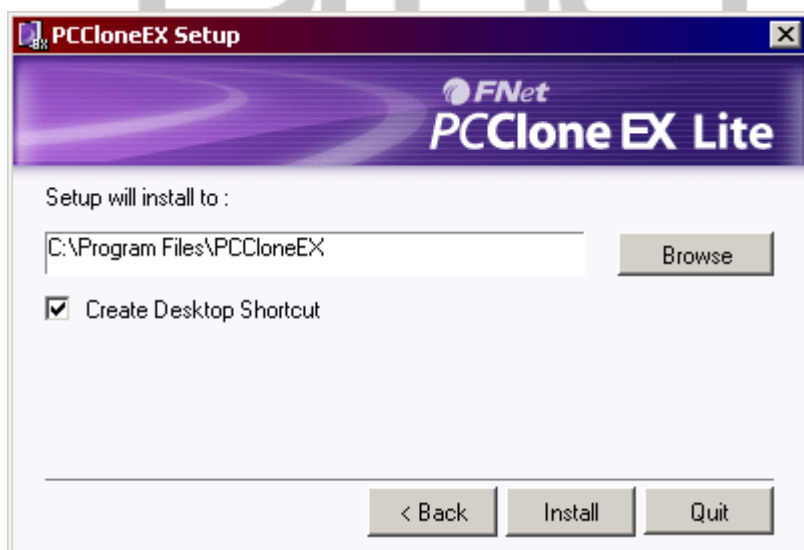 PCCloneEX Setup
FNet
PCClone EX Lite
Setup will install to :
C:\Program Files\PCCloneEX
Browse
Create Desktop Shortcut
< Back
Install
Quit